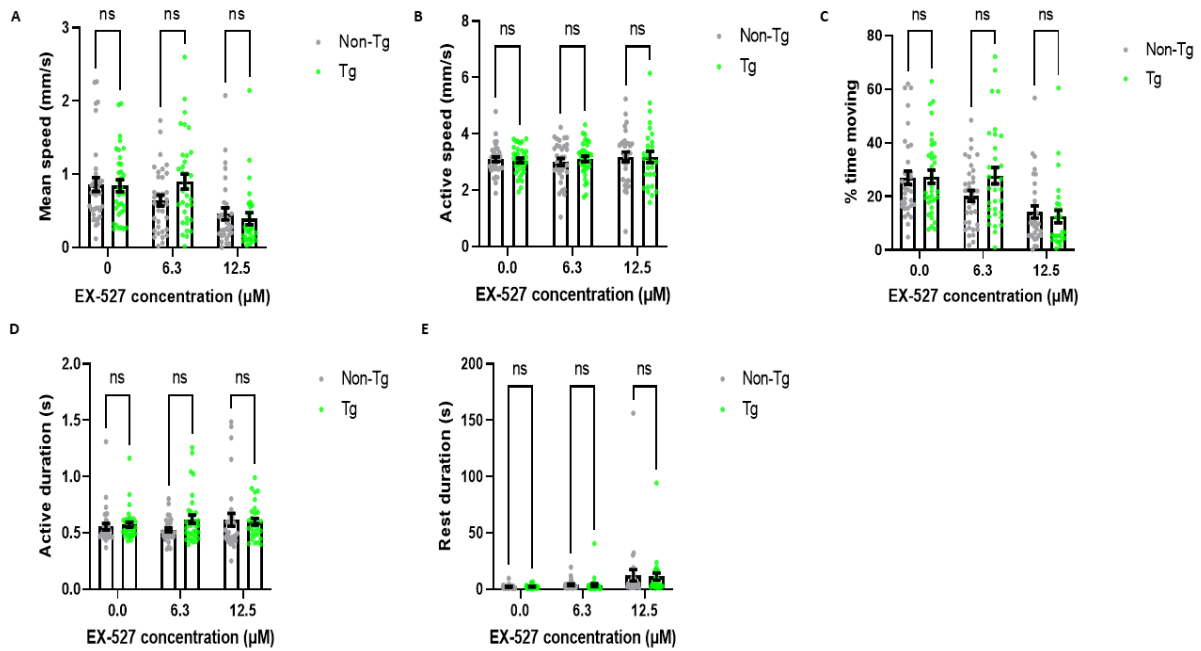 A
ns ns ns
3
2
1
0
Mean speed (mm/s)
0 6.3 12.5
EX-527 concentration (μM)
Non-Tg
Tg
B
ns ns ns
8
6
4
2
0
Active speed (mm/s)
0.0 6.3 12.5
EX-527 concentration (μM)
Non-Tg
Tg
C
ns ns ns
80
60
40
20
0
% time moving
0.0 6.3 12.5
EX-527 concentration (μM)
Non-Tg
Tg
D
ns ns ns
2.0
1.5
1.0
0.5
0.0
Active duration (s)
0.0 6.3 12.5
EX-527 concentration (μM)
Non-Tg
Tg
E
ns ns ns
200
150
100
50
0
Rest duration (s)
0.0 6.3 12.5
EX-527 concentration (μM)
Non-Tg
Tg